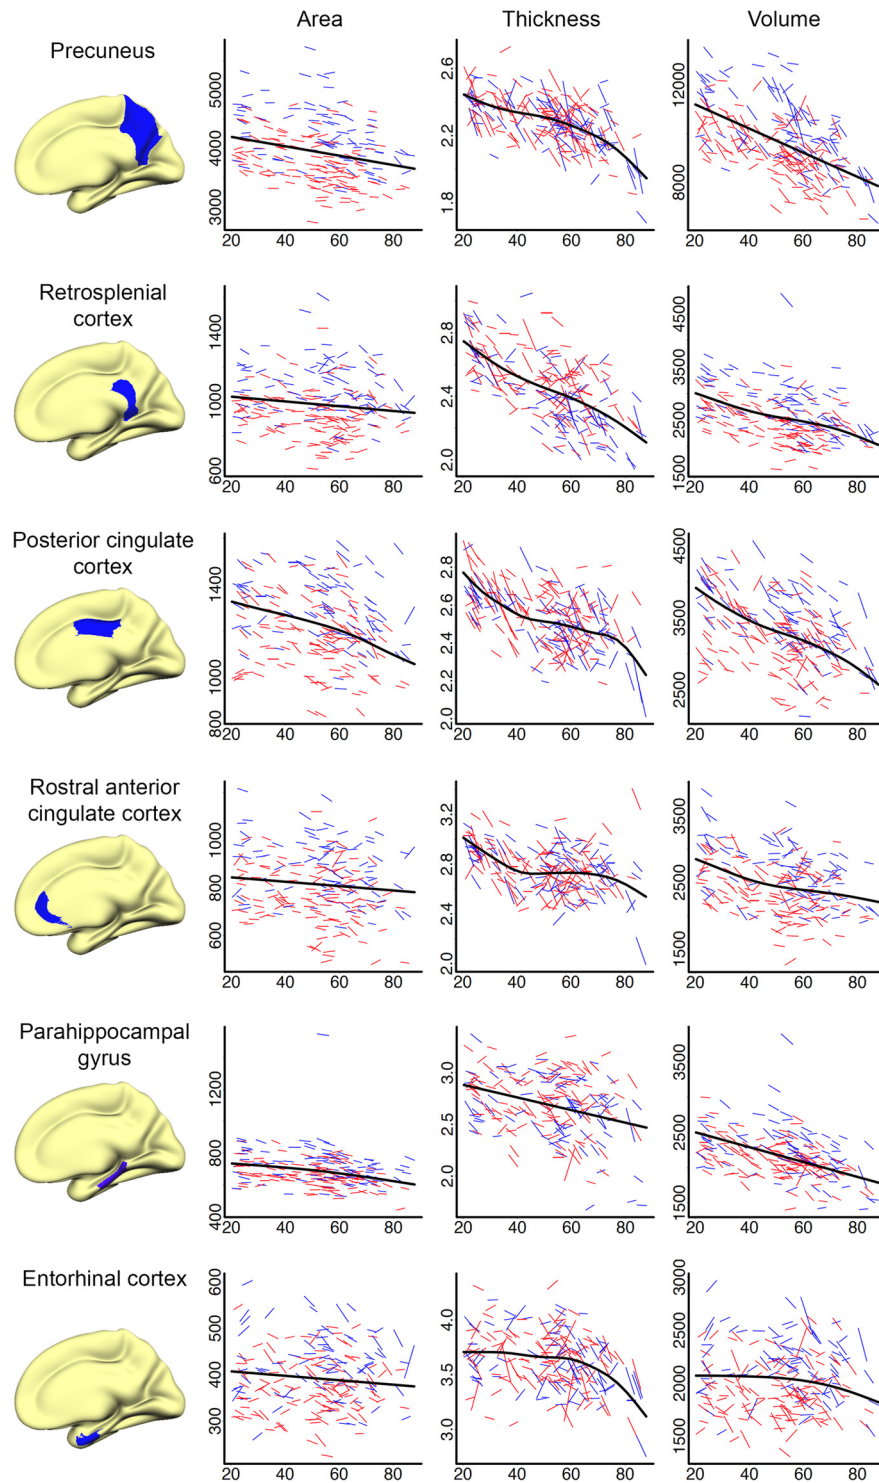 Area
Thickness
Volume
Precuneus
3000 4000 5000
20 40 60 80
1.8 2.2 2.6
20 40 60 80
8000 12000
20 40 60 80
Retrosplenial
cortex
600 1000 1400
20 40 60 80
2.0 2.4 2.8
20 40 60 80
1500 2500 3500 4500
20 40 60 80
Posterior cingulate
cortex
800 1000 1400
20 40 60 80
2.0 2.2 2.4 2.6 2.8
20 40 60 80
2500 3500 4500
20 40 60 80
Rostral anterior
cingulate cortex
600 800 1000
20 40 60 80
2.0 2.4 2.8 3.2
20 40 60 80
1500 2500 3500
20 40 60 80
Parahippocampal
gyrus
400 800 1200
20 40 60 80
2.0 2.5 3.0
20 40 60 80
1500 2500 3500
20 40 60 80
Entorhinal cortex
300 400 500 600
20 40 60 80
3.0 3.5 4.0
20 40 60 80
1500 2000 2500 3000
20 40 60 80